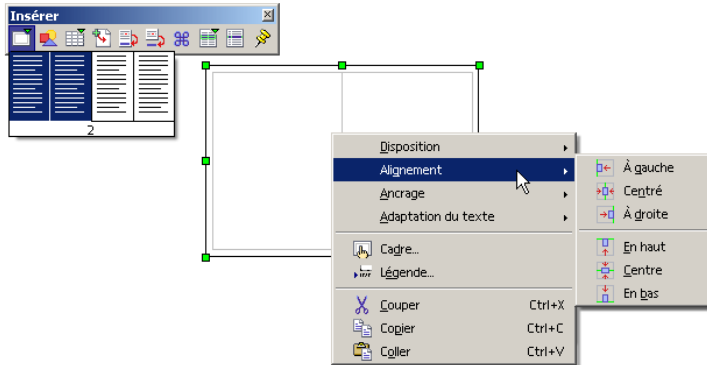 Insérer
2
Disposition
Alignement
Ancrage
Adaptation du texte
Cadre...
Légende...
Couper Ctrl+X
Copier Ctrl+C
Coller Ctrl+V
À gauche
Centré
À droite
En haut
Centre
En bas